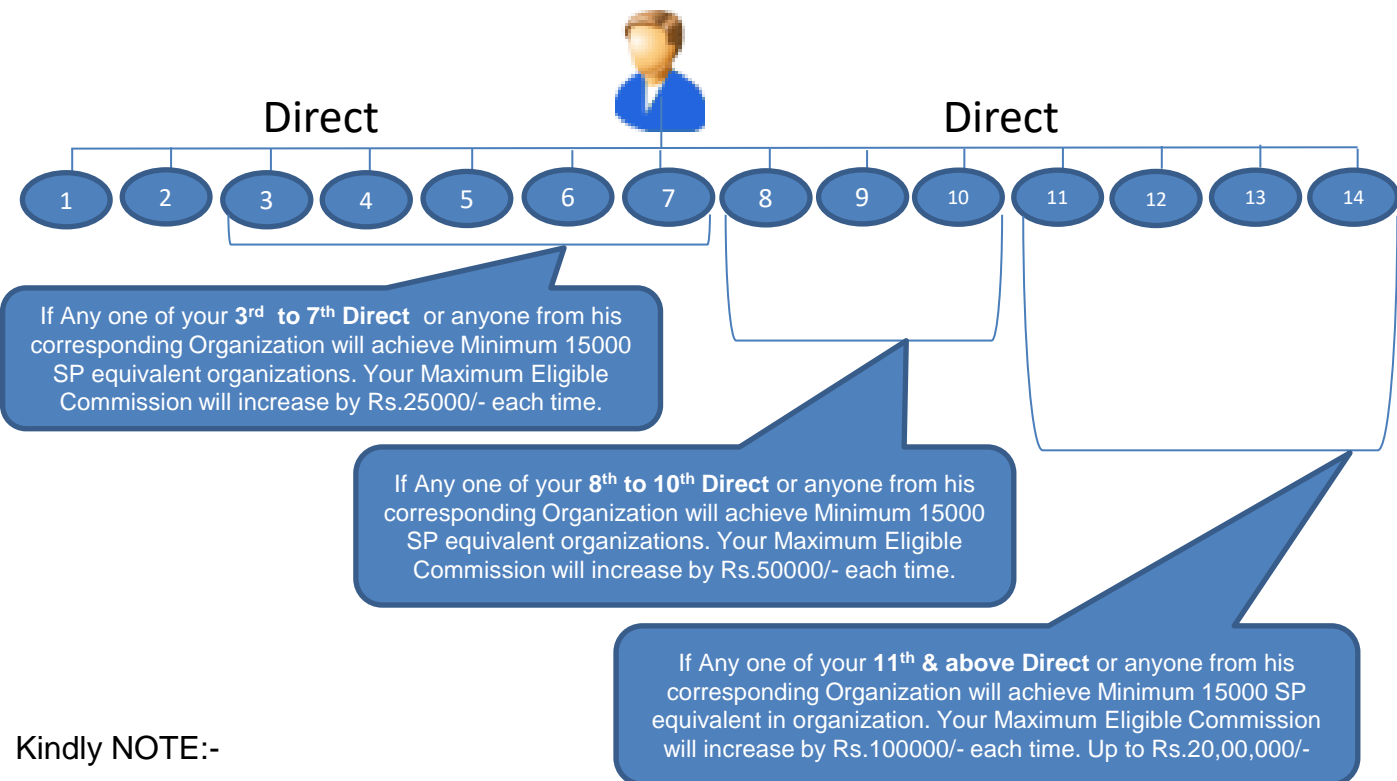 Direct Direct
1 2 3 4 5 6 7 8 9 10 11 12 13 14
If Any one of your 3rd to 7th Direct or anyone from his
corresponding Organization will achieve Minimum 15000
SP equivalent organizations. Your Maximum Eligible
Commission will increase by Rs.25000/- each time.
If Any one of your 8th to 10th Direct or anyone from his
corresponding Organization will achieve Minimum 15000
SP equivalent organizations. Your Maximum Eligible
Commission will increase by Rs.50000/- each time.
If Any one of your 11th & above Direct or anyone from his
corresponding Organization will achieve Minimum 15000 SP
equivalent in organization. Your Maximum Eligible Commission
will increase by Rs.100000/- each time. Up to Rs.20,00,000/-
Kindly NOTE:-